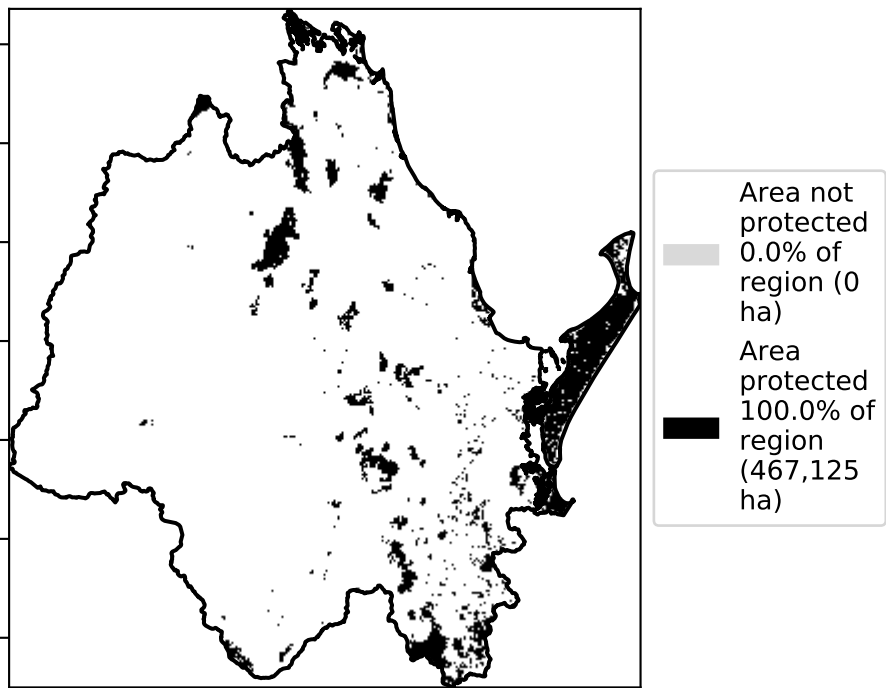 Area not
protected
0.0% of
region (0
ha)
Area
protected
100.0% of
region
(467,125
ha)